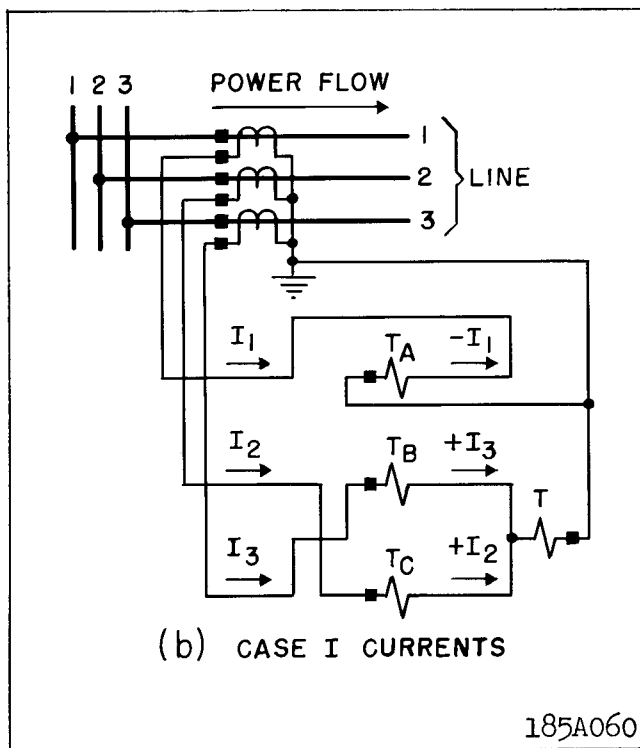 POWER FLOW
1 2 3
1
2
3
LINE
I1
TA
-I1
I2
TB
+I3
T
I3
TC
+I2
(b) CASE I CURRENTS
185A060